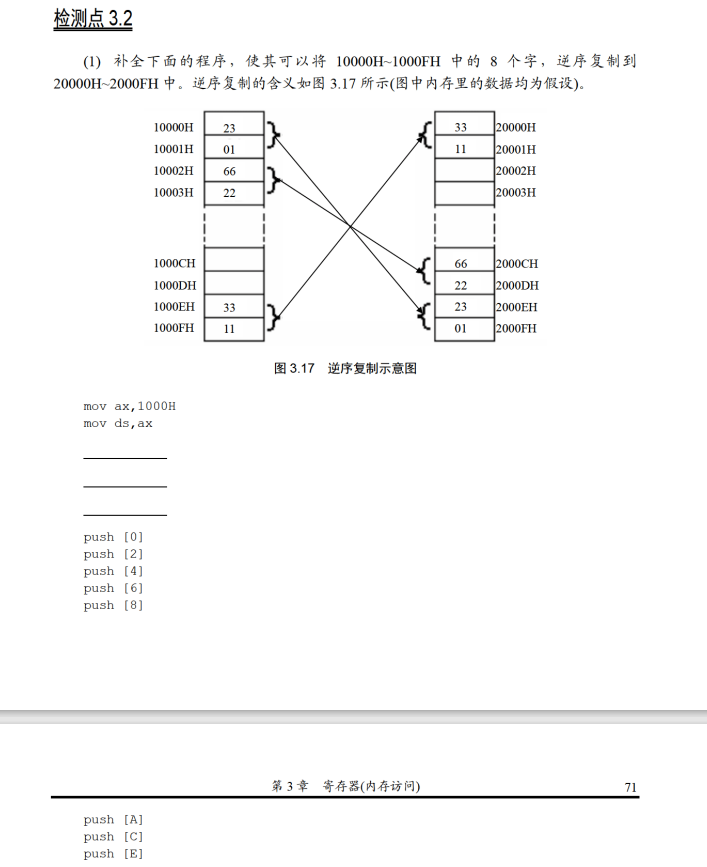 检测点 3.2
(1) 补全下面的程序，使其可以将 10000H~1000FH 中的 8 个字，逆序复制到
20000H~2000FH 中。逆序复制的含义如图 3.17 所示(图中内存里的数据均为假设)。
10000H 23 33 20000H
10001H 01 11 20001H
10002H 66 20002H
10003H 22 20003H
1000CH 66 2000CH
1000DH 22 2000DH
1000EH 33 23 2000EH
1000FH 11 01 2000FH
图 3.17 逆序复制示意图
mov ax,1000H
mov ds,ax
push [0]
push [2]
push [4]
push [6]
push [8]
第 3 章 寄存器(内存访问) 71
push [A]
push [C]
push [E]